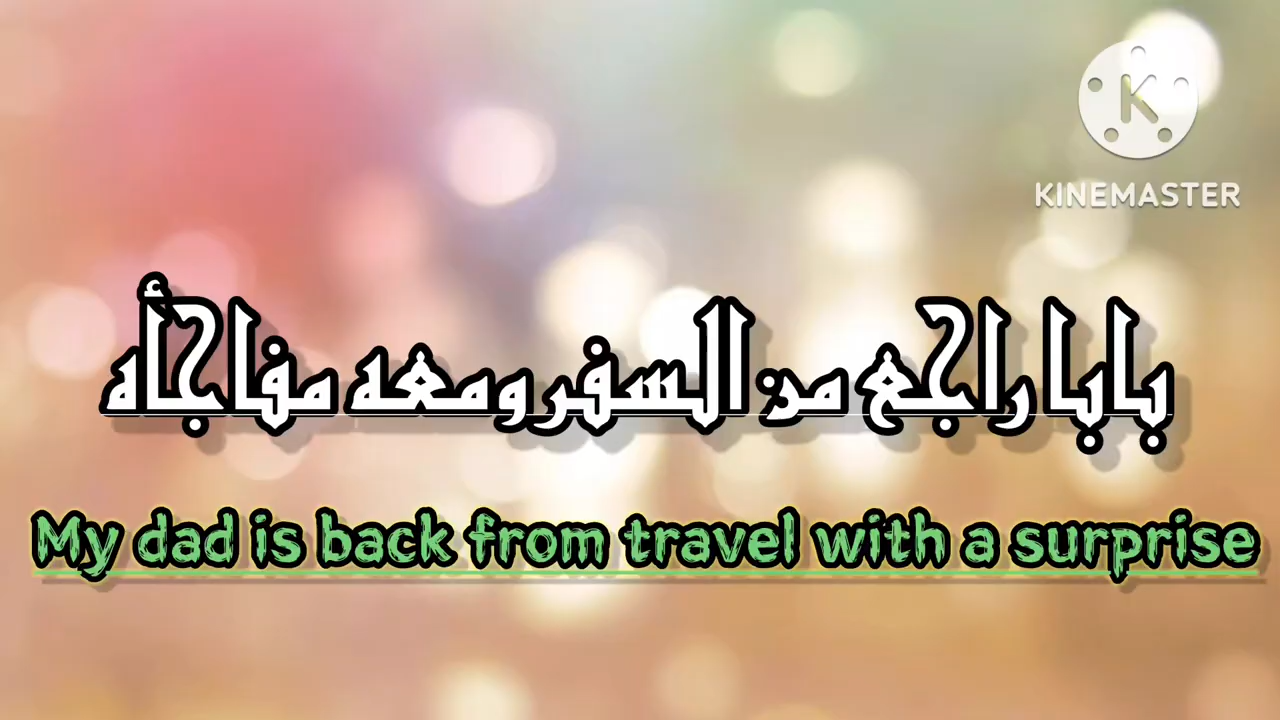 K
KINEMASTER
بابا راجع من السفر ومعه مفاجأه
My dad is back from travel with a surprise